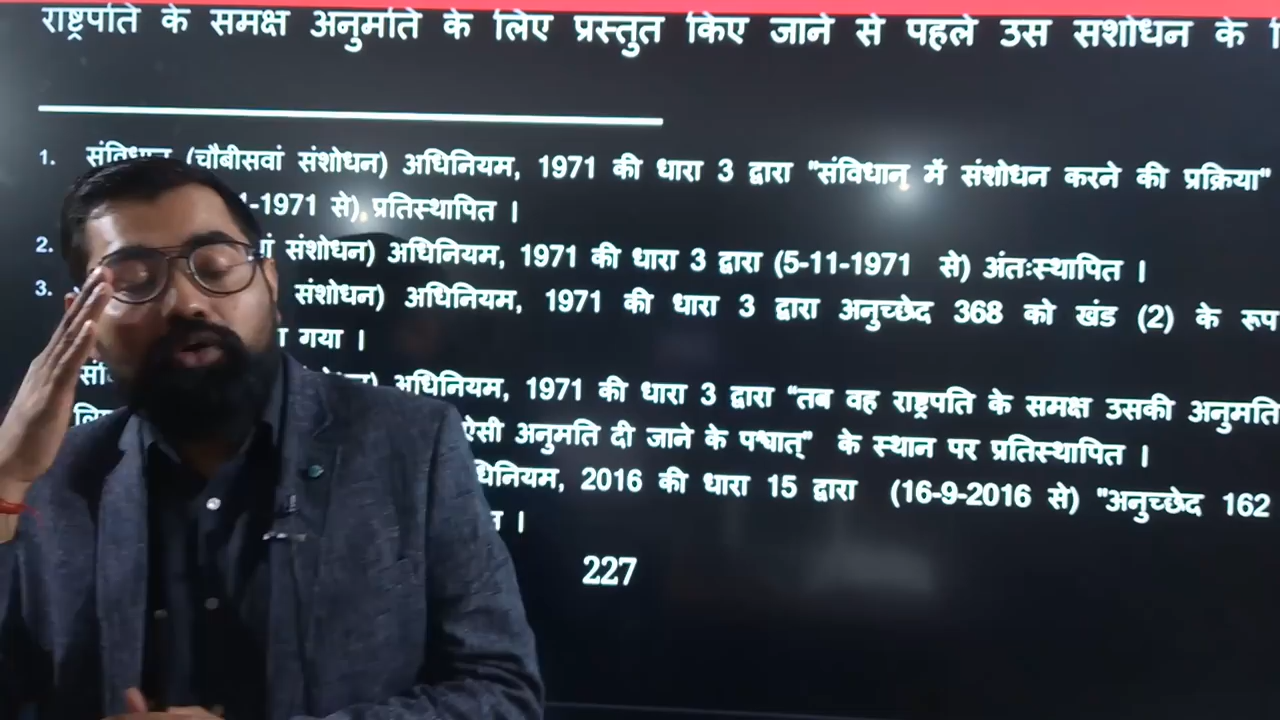 राष्ट्रपति के समक्ष अनुमति के लिए प्रस्तुत किए जाने से पहले उस संशोधन के
1. संविधान (चौबीसवां संशोधन) अधिनियम, 1971 की धारा 3 द्वारा "संविधान में संशोधन करने की प्रक्रिया"
1-1971 से) प्रतिस्थापित ।
2. संशोधन) अधिनियम, 1971 की धारा 3 द्वारा (5-11-1971 से) अंतःस्थापित ।
3. संशोधन) अधिनियम, 1971 की धारा 3 द्वारा अनुच्छेद 368 को खंड (2) के रूप
गया ।
अधिनियम, 1971 की धारा 3 द्वारा “तब वह राष्ट्रपति के समक्ष उसकी अनुमति
ऐसी अनुमति दी जाने के पश्चात्” के स्थान पर प्रतिस्थापित ।
2016 की धारा 15 द्वारा (16-9-2016 से) "अनुच्छेद 162
।
227